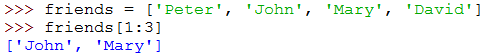 >>> friends = ['Peter', 'John', 'Mary', 'David']
>>> friends[1:3]
['John', 'Mary']